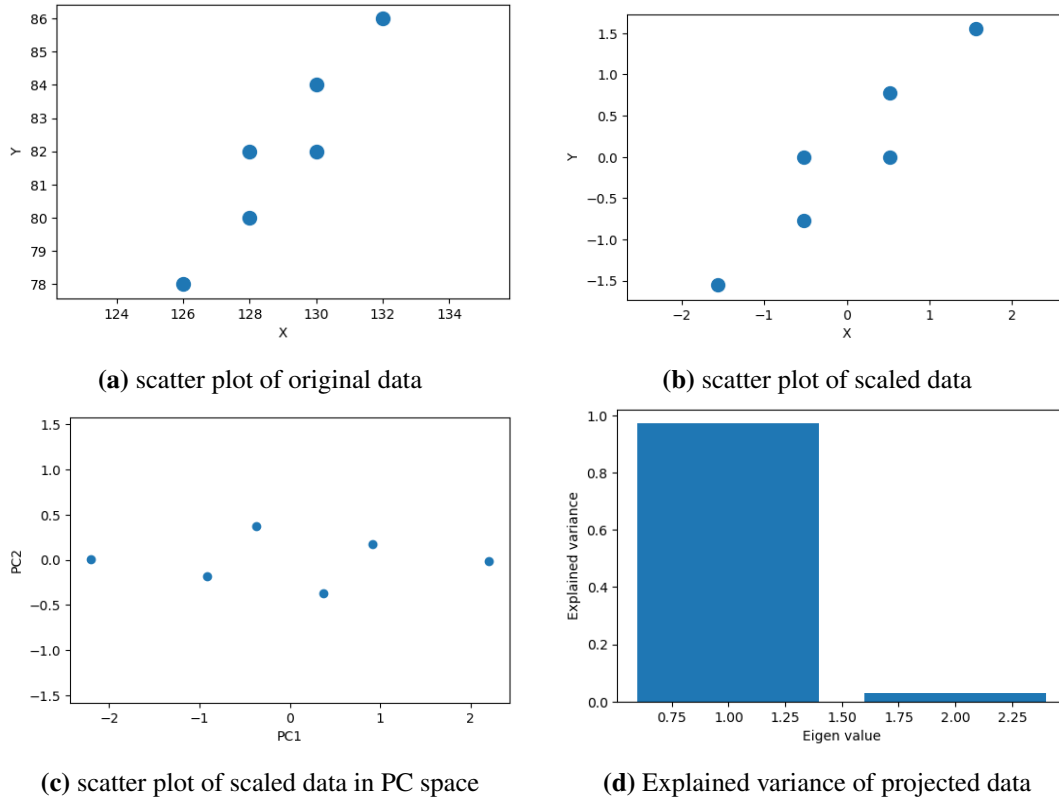 86
85
84
83
82
81
80
79
78
Y
124 126 128 130 132 134
X
(a) scatter plot of original data
1.5
1.0
0.5
0.0
−0.5
−1.0
−1.5
Y
−2 −1 0 1 2
X
(b) scatter plot of scaled data
1.5
1.0
0.5
0.0
−0.5
−1.0
−1.5
PC2
−2 −1 0 1 2
PC1
(c) scatter plot of scaled data in PC space
1.0
0.8
0.6
0.4
0.2
0.0
Explained variance
0.75 1.00 1.25 1.50 1.75 2.00 2.25
Eigen value
(d) Explained variance of projected data